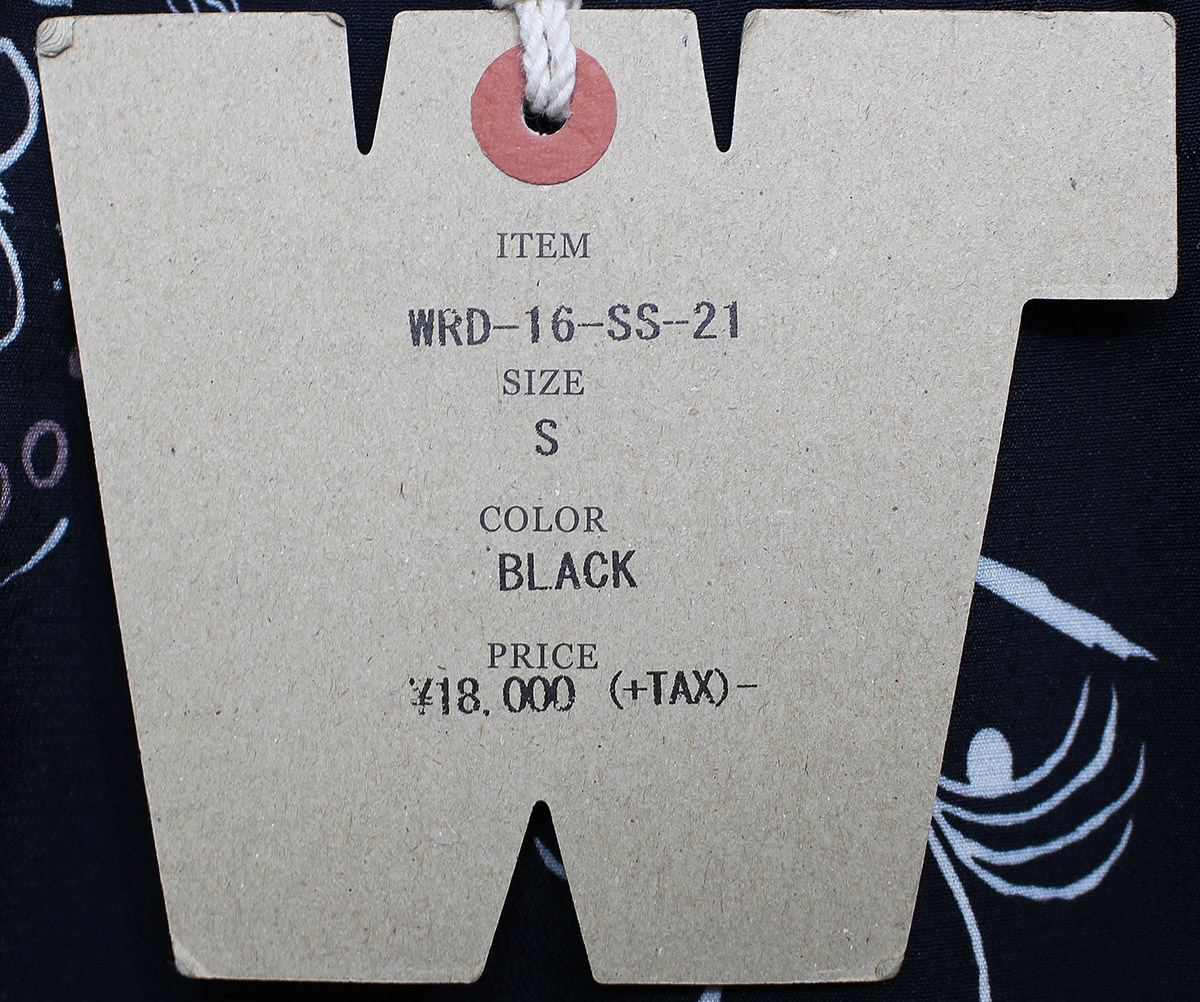 ITEM
WRD-16-SS-21
SIZE
S
COLOR
BLACK
PRICE
¥18,000 (+TAX)-